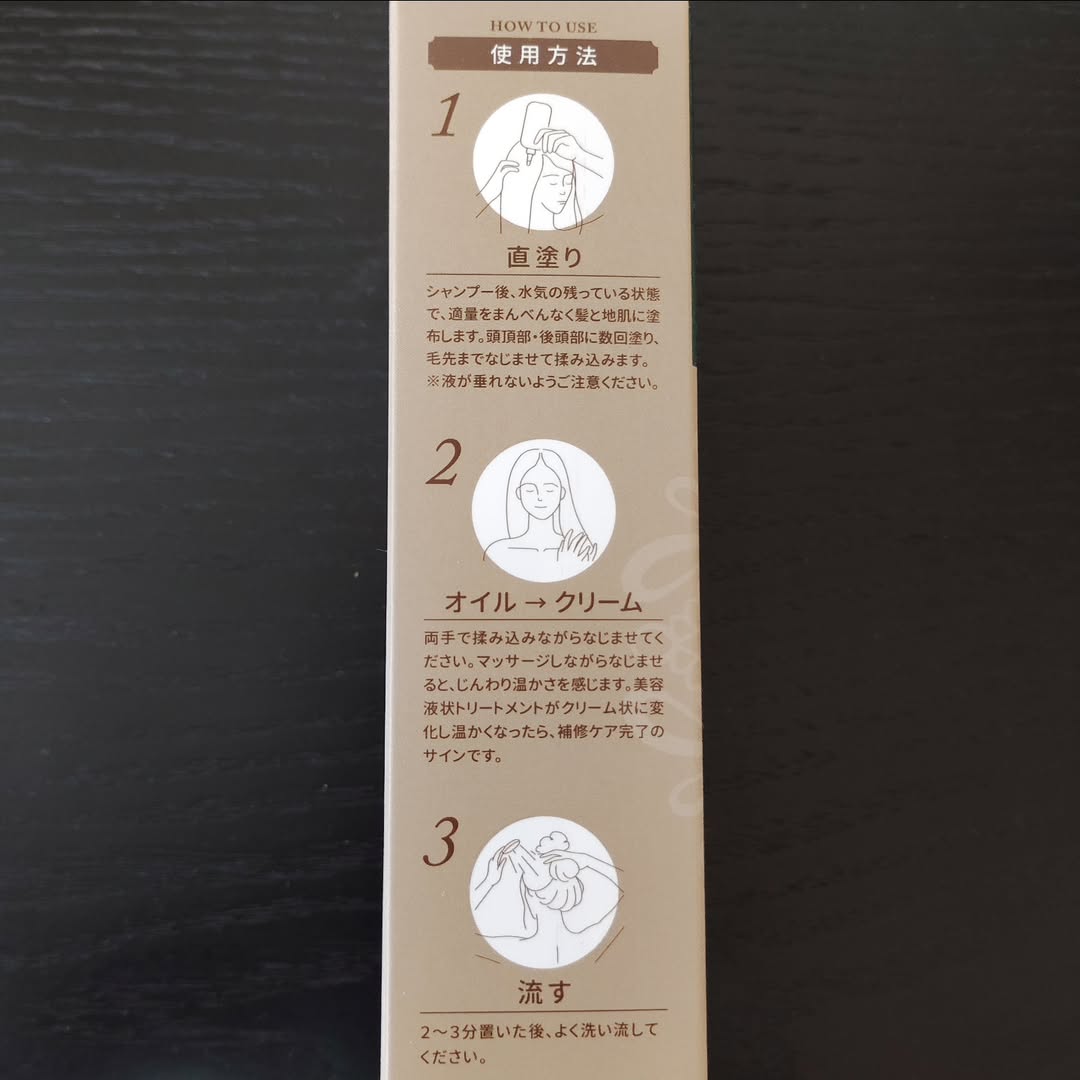 HOW TO USE
使用方法
1
直塗り
シャンプー後、水気の残っている状態
で、適量をまんべんなく髪と地肌に塗
布します。頭頂部・後頭部に数回塗り、
毛先までなじませて揉み込みます。
※液が垂れないようご注意ください。
2
オイル→クリーム
両手で揉み込みながらなじませてく
ださい。マッサージしながらなじませ
ると、じんわり温かさを感じます。美容
液状トリートメントがクリーム状に変
化し温かくなったら、補修ケア完了の
サインです。
3
流す
2～3分置いた後、よく洗い流して
ください。